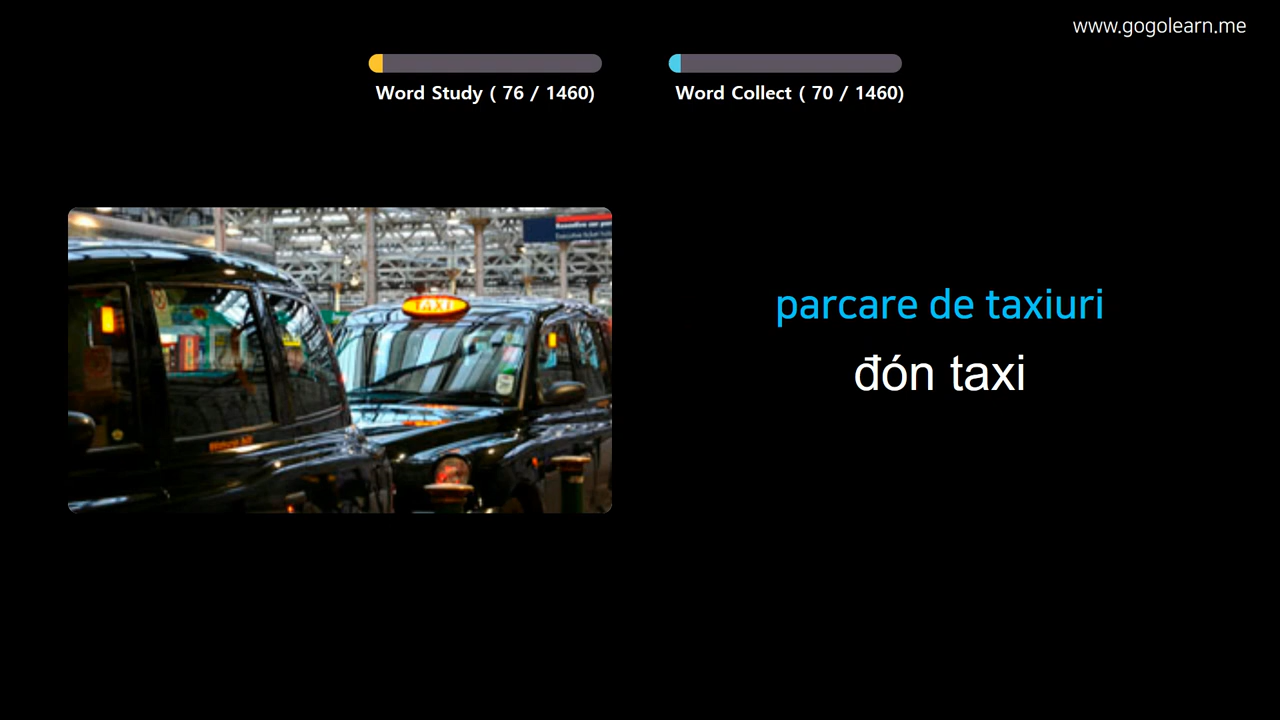 www.gogolearn.me
Word Study ( 76 / 1460)
Word Collect ( 70 / 1460)
TAXI
parcare de taxiuri
đón taxi